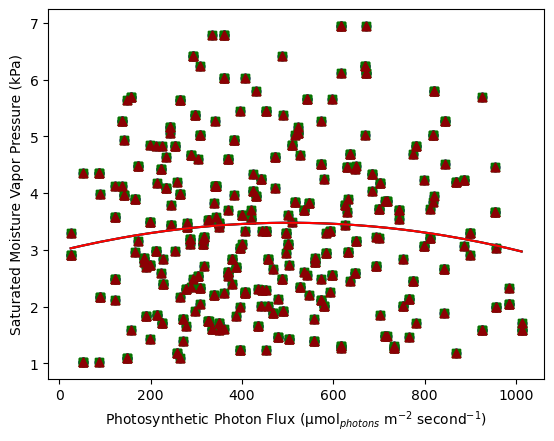 Saturated Moisture Vapor Pressure (kPa)
7
6
5
4
3
2
1
0 200 400 600 800 1000
Photosynthetic Photon Flux (μmol_photons m⁻² second⁻¹)